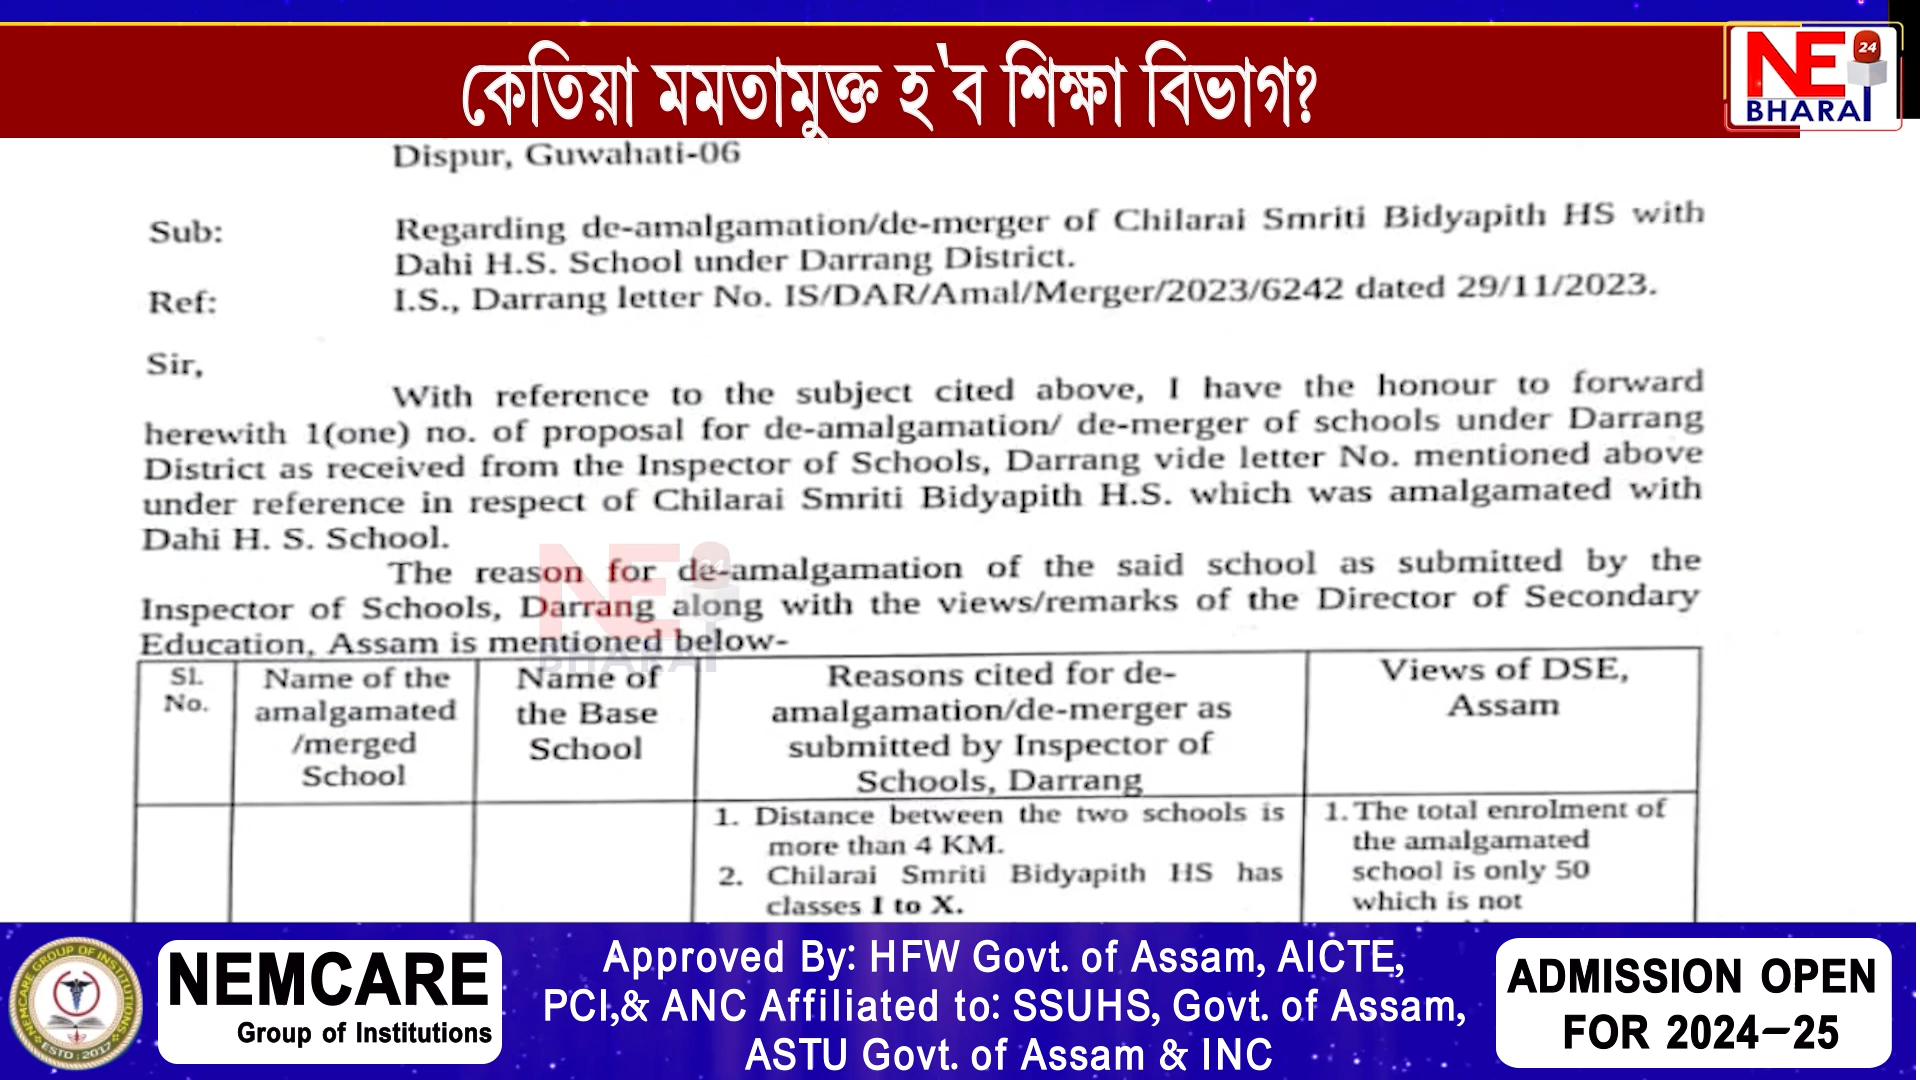 কেতিয়া মমতামুক্ত হ'ব শিক্ষা বিভাগ?
NE 24
BHARAT
Dispur, Guwahati-06
Sub: Regarding de-amalgamation/de-merger of Chilarai Smriti Bidyapith HS with
Dahi H.S. School under Darrang District.
Ref: I.S., Darrang letter No. IS/DAR/Amal/Merger/2023/6242 dated 29/11/2023.
Sir,
With reference to the subject cited above, I have the honour to forward
herewith 1(one) no. of proposal for de-amalgamation/ de-merger of schools under Darrang
District as received from the Inspector of Schools, Darrang vide letter No. mentioned above
under reference in respect of Chilarai Smriti Bidyapith H.S. which was amalgamated with
Dahi H. S. School.
The reason for de-amalgamation of the said school as submitted by the
Inspector of Schools, Darrang along with the views/remarks of the Director of Secondary
Education, Assam is mentioned below-
NE 24
BHARAT
Sl.
No.
Name of the
amalgamated
/merged
School
Name of
the Base
School
Reasons cited for de-
amalgamation/de-merger as
submitted by Inspector of
Schools, Darrang
Views of DSE,
Assam
1. Distance between the two schools is
more than 4 KM.
2. Chilarai Smriti Bidyapith HS has
classes I to X.
1. The total enrolment of
the amalgamated
school is only 50
which is not
NEMCARE GROUP OF INSTITUTIONS
ESTD : 2017
NEMCARE
Group of Institutions
Approved By: HFW Govt. of Assam, AICTE,
PCI,& ANC Affiliated to: SSUHS, Govt. of Assam,
ASTU Govt. of Assam & INC
ADMISSION OPEN
FOR 2024-25